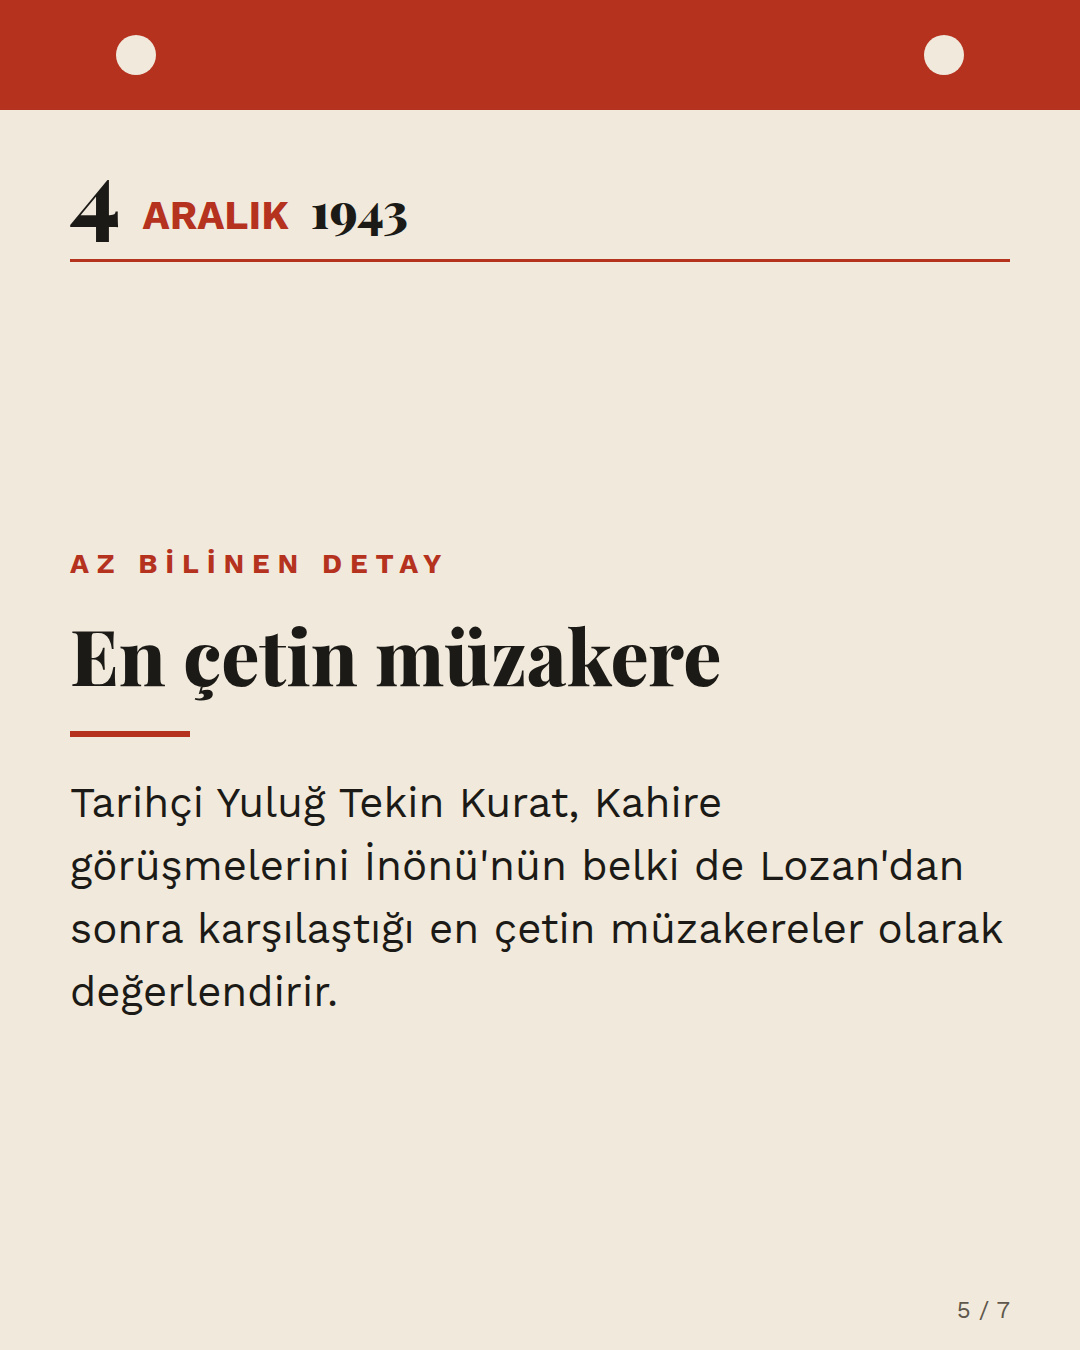 4 ARALIK 1943
AZ BİLİNEN DETAY
En çetin müzakere
Tarihçi Yuluğ Tekin Kurat, Kahire
görüşmelerini İnönü'nün belki de Lozan'dan
sonra karşılaştığı en çetin müzakereler olarak
değerlendirir.
5 / 7